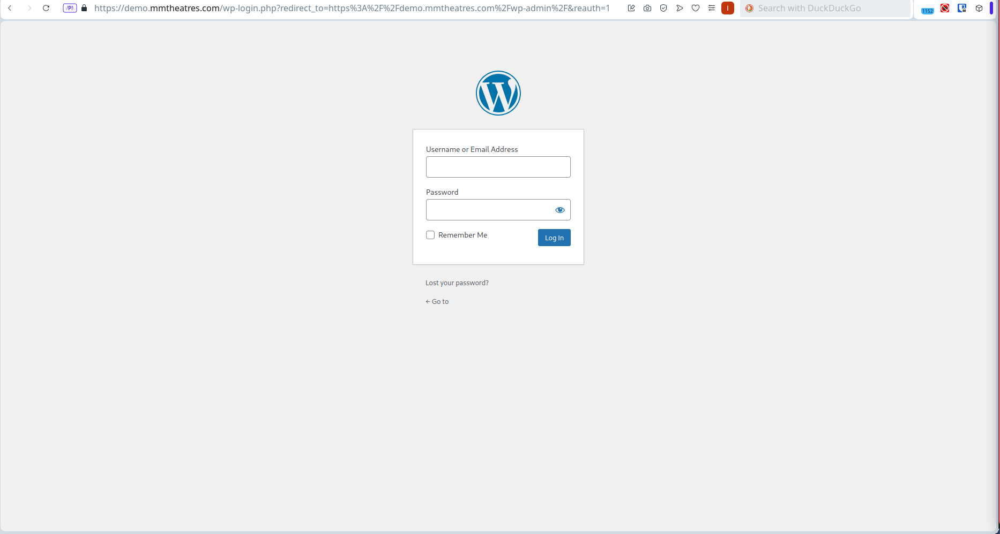 https://demo.mmtheatres.com/wp-login.php?redirect_to=https%3A%2F%2Fdemo.mmtheatres.com%2Fwp-admin%2F&reauth=1
Search with DuckDuckGo
1152
Username or Email Address
Password
Remember Me
Log In
Lost your password?
← Go to